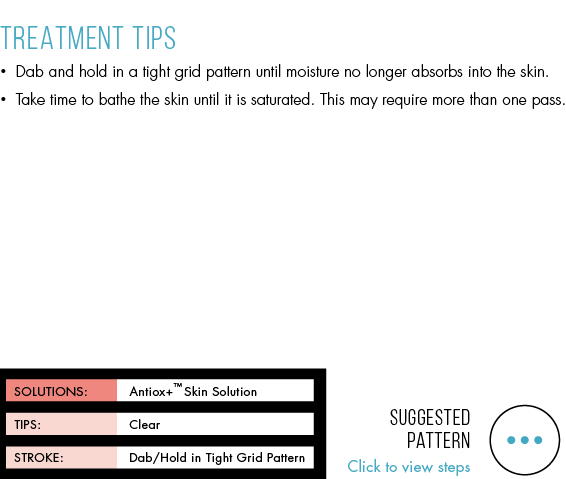 TREATMENT TIPS
• Dab and hold in a tight grid pattern until moisture no longer absorbs into the skin.
• Take time to bathe the skin until it is saturated. This may require more than one pass.
SOLUTIONS: Antiox+™ Skin Solution
TIPS: Clear
STROKE: Dab/Hold in Tight Grid Pattern
SUGGESTED
PATTERN
Click to view steps